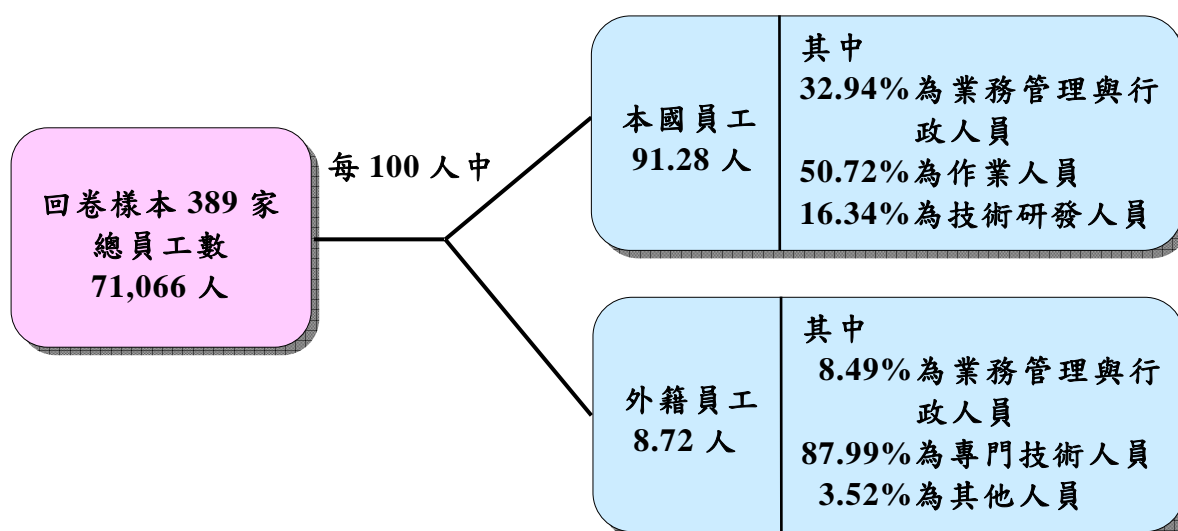 回卷樣本 389 家
總員工數
71,066 人
每 100 人中
本國員工
91.28 人
其中
32.94%為業務管理與行
政人員
50.72%為作業人員
16.34%為技術研發人員
外籍員工
8.72 人
其中
8.49%為業務管理與行
政人員
87.99%為專門技術人員
3.52%為其他人員